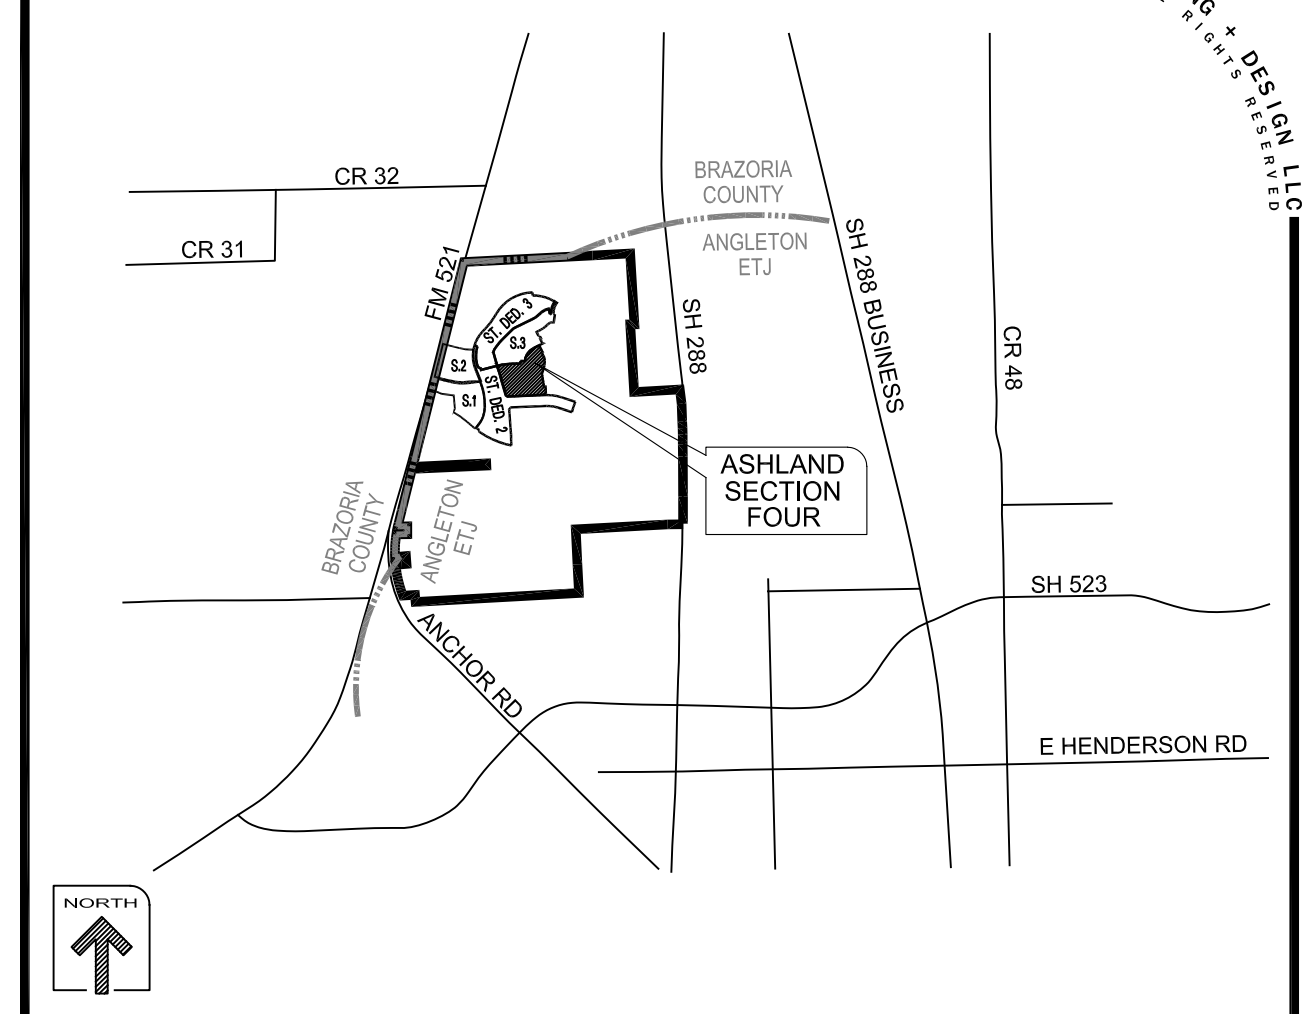 G + DESIGN LLC
RIGHTS RESERVED
CR 32
BRAZORIA
COUNTY
CR 31
ANGLETON
ETJ
FM 521
SH 288 BUSINESS
ST. DED. 3
SH 288
S.3
CR 48
S.2
ST. DED. 2
S.1
ASHLAND
SECTION
FOUR
BRAZORIA
COUNTY
ANGLETON
ETJ
SH 523
ANCHOR RD
E HENDERSON RD
NORTH